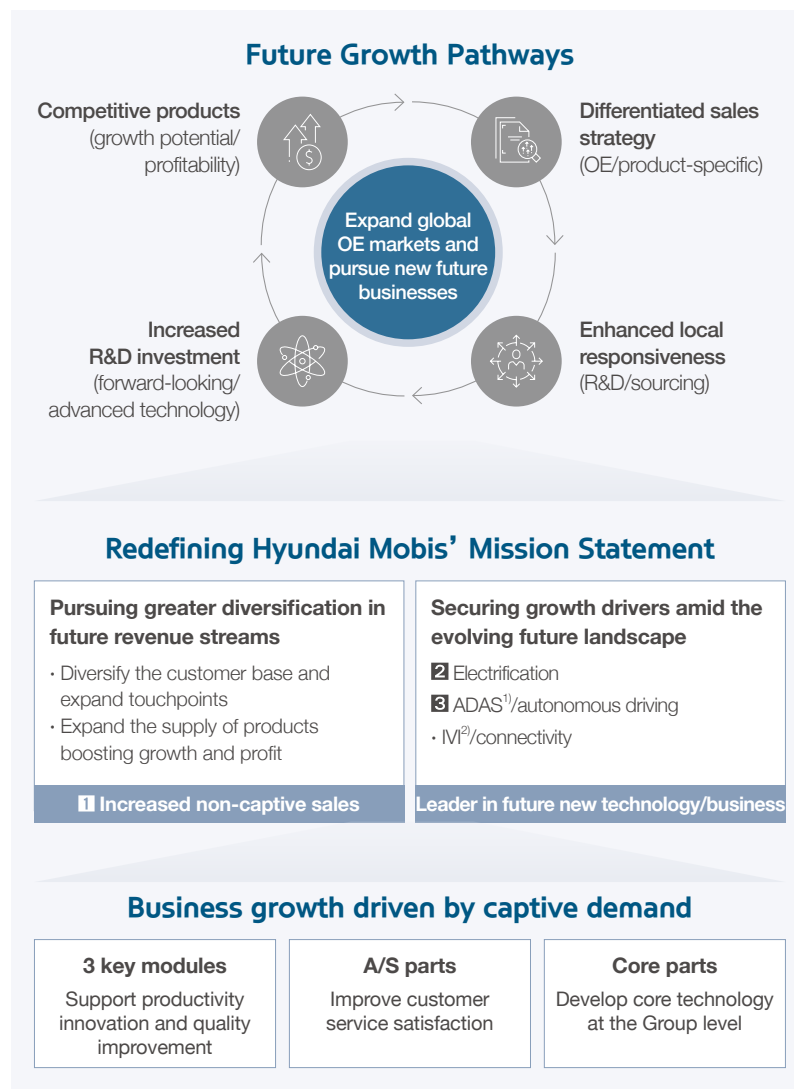 Future Growth Pathways
Competitive products
(growth potential/
profitability)
Differentiated sales
strategy
(OE/product-specific)
$
Expand global
OE markets and
pursue new future
businesses
Increased
R&D investment
(forward-looking/
advanced technology)
Enhanced local
responsiveness
(R&D/sourcing)
Redefining Hyundai Mobis’ Mission Statement
Pursuing greater diversification in
future revenue streams
· Diversify the customer base and
expand touchpoints
· Expand the supply of products
boosting growth and profit
1 Increased non-captive sales
Securing growth drivers amid the
evolving future landscape
2 Electrification
3 ADAS1)/autonomous driving
· IVI2)/connectivity
Leader in future new technology/business
Business growth driven by captive demand
3 key modules
Support productivity
innovation and quality
improvement
A/S parts
Improve customer
service satisfaction
Core parts
Develop core technology
at the Group level